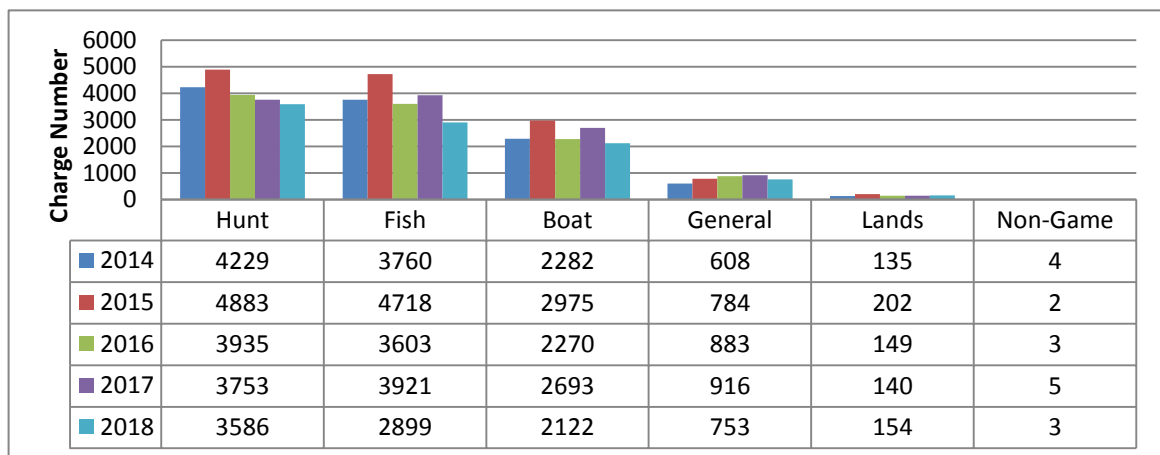 Charge Number
6000
5000
4000
3000
2000
1000
0
Hunt Fish Boat General Lands Non-Game
2014 4229 3760 2282 608 135 4
2015 4883 4718 2975 784 202 2
2016 3935 3603 2270 883 149 3
2017 3753 3921 2693 916 140 5
2018 3586 2899 2122 753 154 3